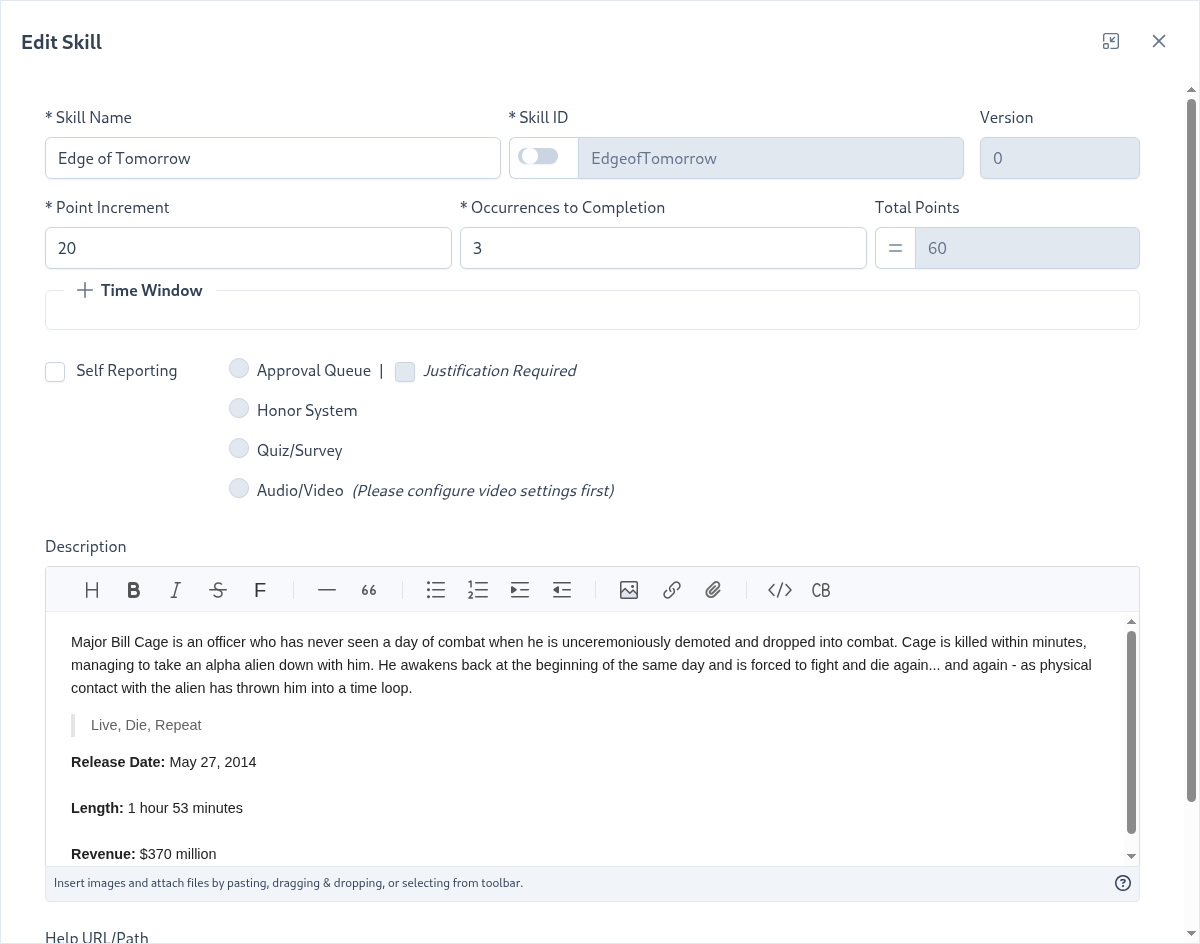 Edit Skill
* Skill Name
* Skill ID
Version
Edge of Tomorrow
EdgeofTomorrow
0
* Point Increment
* Occurrences to Completion
Total Points
20
3
=
60
+ Time Window
Self Reporting
Approval Queue | Justification Required
Honor System
Quiz/Survey
Audio/Video (Please configure video settings first)
Description
H B I S F — 66 </> CB
Major Bill Cage is an officer who has never seen a day of combat when he is unceremoniously demoted and dropped into combat. Cage is killed within minutes,
managing to take an alpha alien down with him. He awakens back at the beginning of the same day and is forced to fight and die again... and again - as physical
contact with the alien has thrown him into a time loop.
Live, Die, Repeat
Release Date: May 27, 2014
Length: 1 hour 53 minutes
Revenue: $370 million
Insert images and attach files by pasting, dragging & dropping, or selecting from toolbar.
Help URL/Path